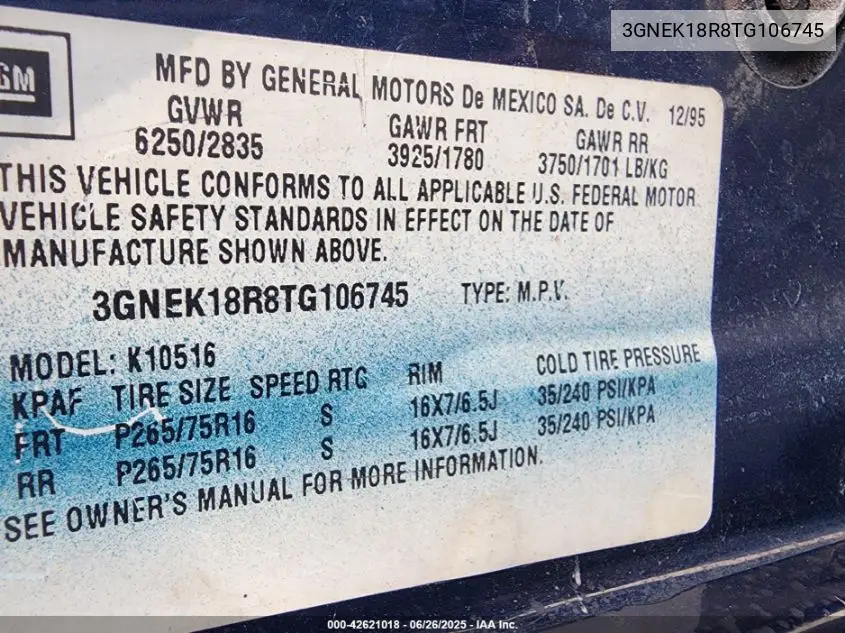 3GNEK18R8TG106745
GM
MFD BY GENERAL MOTORS De MEXICO SA. De C.V. 12/95
GVWR GAWR FRT GAWR RR
6250/2835 3925/1780 3750/1701 LB/KG
THIS VEHICLE CONFORMS TO ALL APPLICABLE U.S. FEDERAL MOTOR
VEHICLE SAFETY STANDARDS IN EFFECT ON THE DATE OF
MANUFACTURE SHOWN ABOVE.
3GNEK18R8TG106745 TYPE: M.P.V.
MODEL: K10516
KPAF TIRE SIZE SPEED RTG RIM COLD TIRE PRESSURE
FRT P265/75R16 S 16X7/6.5J 35/240 PSI/KPA
RR P265/75R16 S 16X7/6.5J 35/240 PSI/KPA
SEE OWNER'S MANUAL FOR MORE INFORMATION.
000-42621018 - 06/26/2025 - IAA Inc.